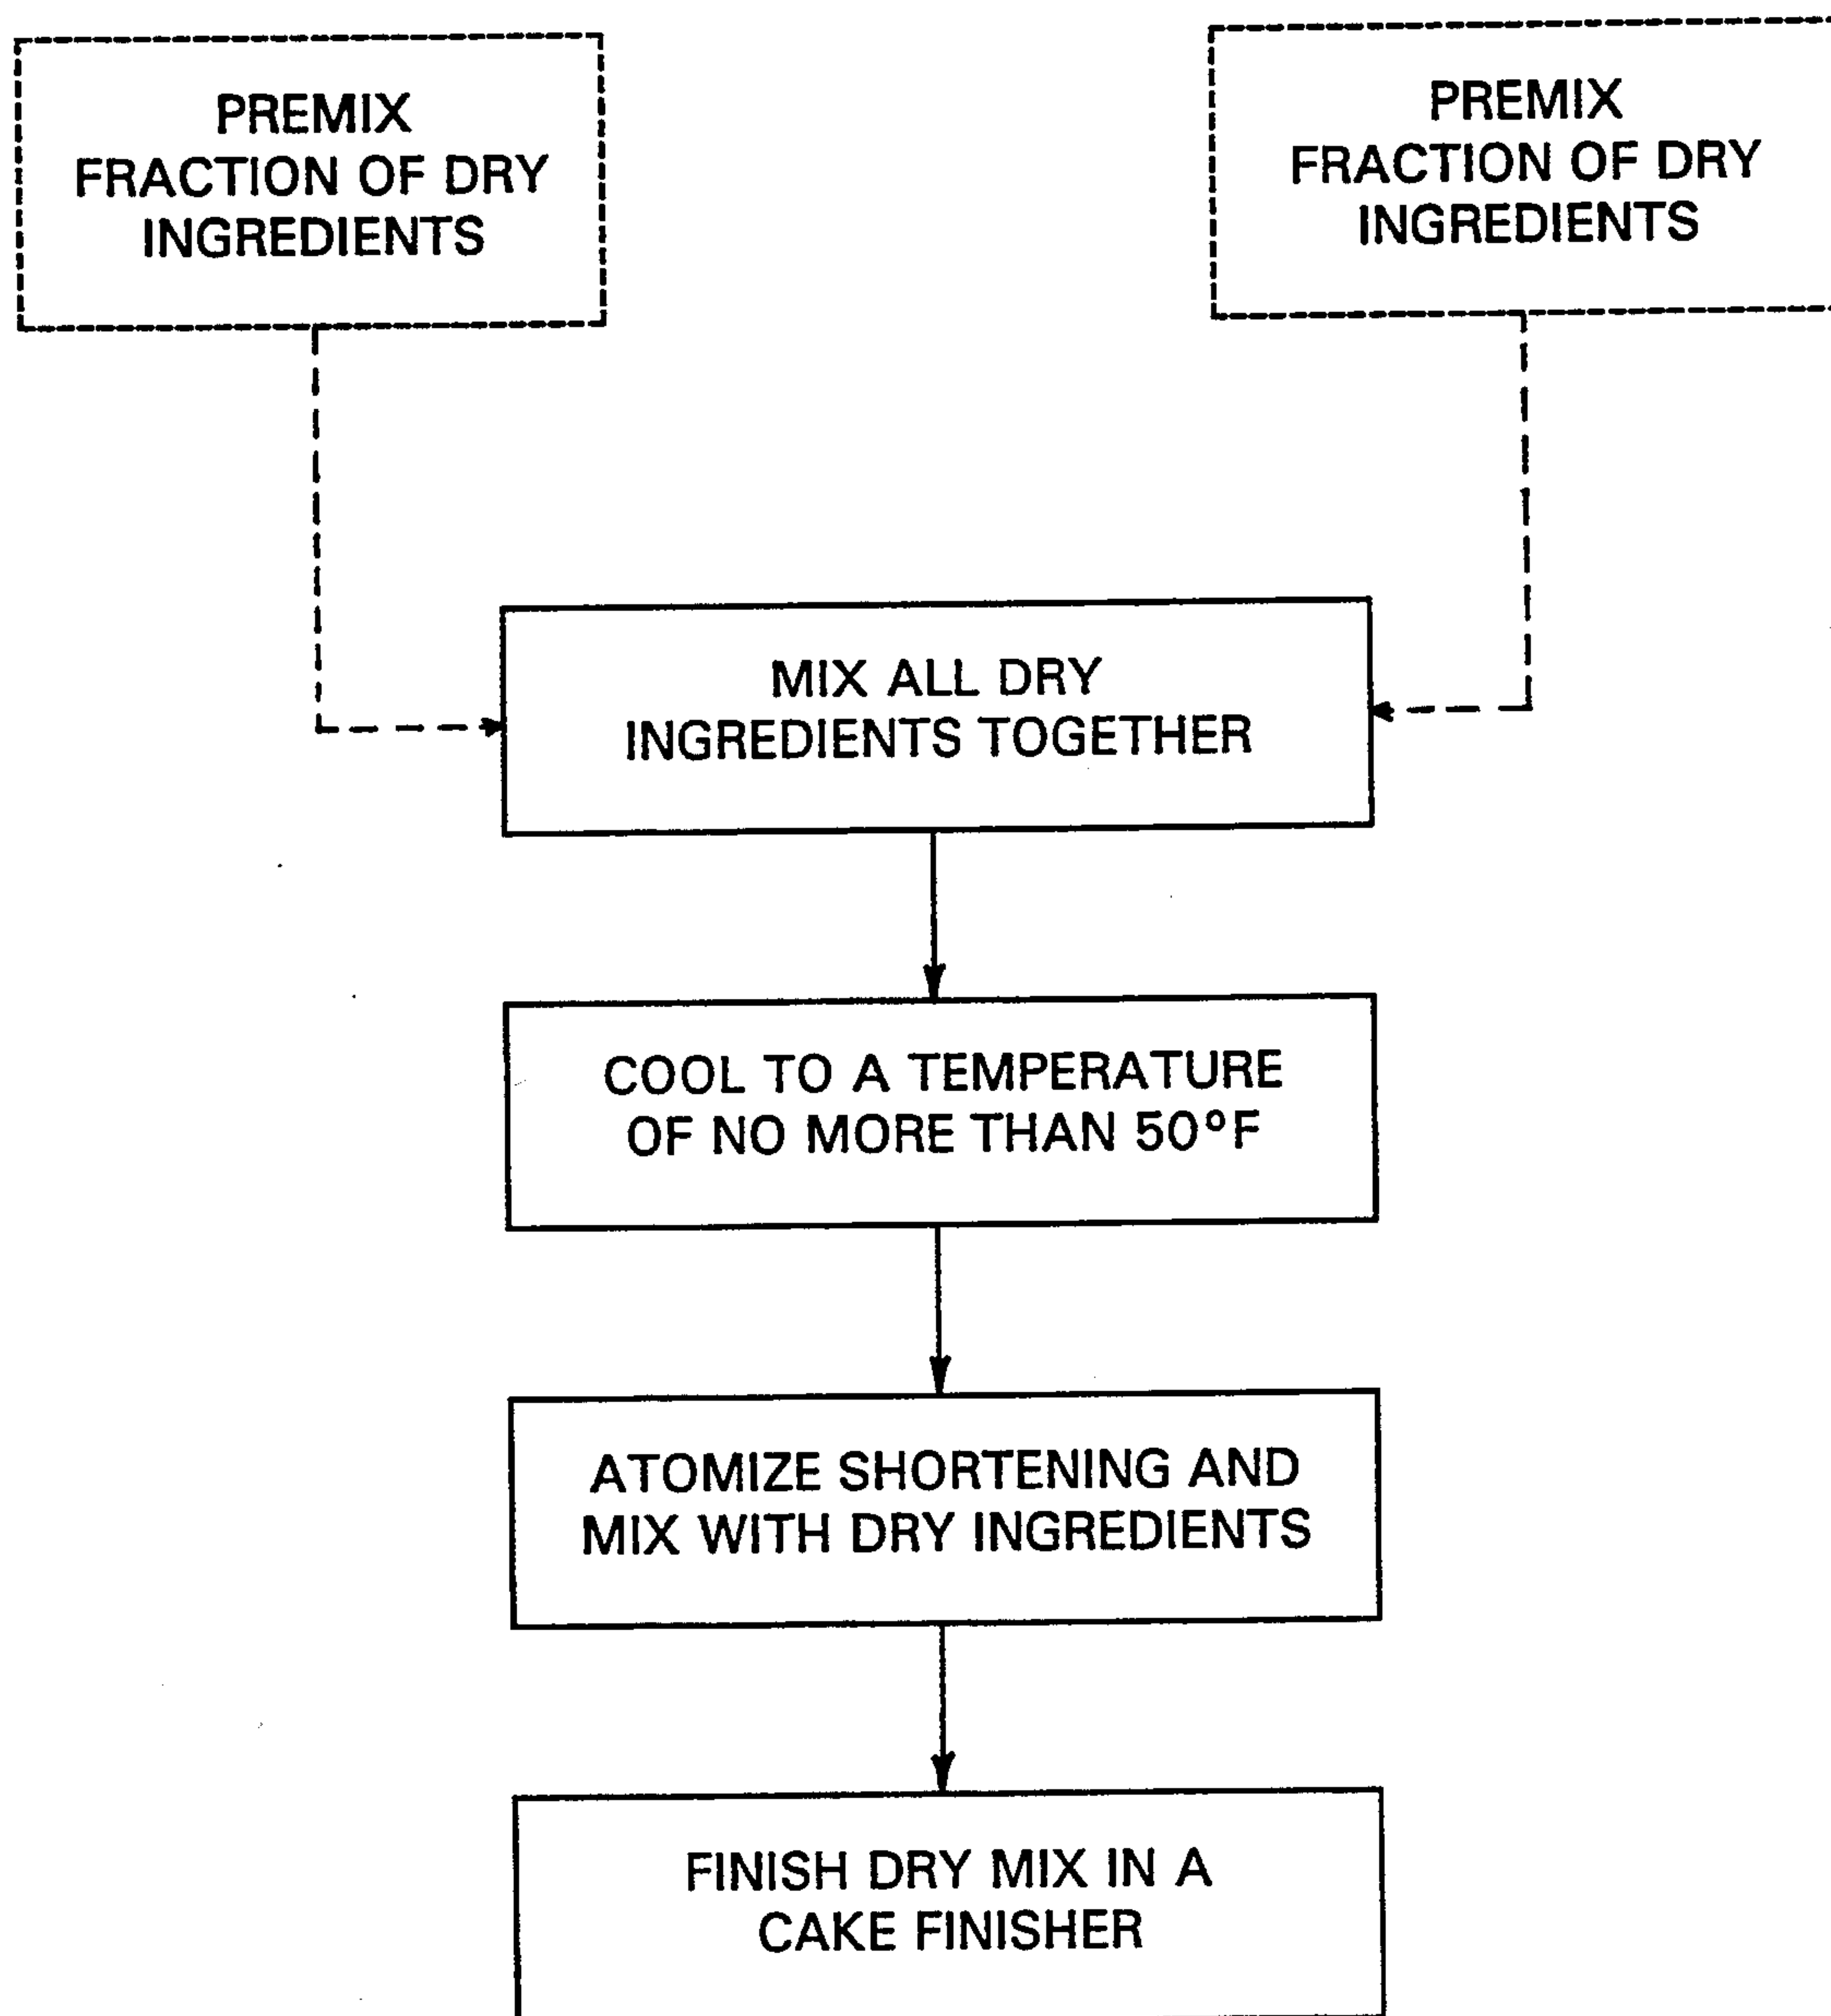 PREMIX
FRACTION OF DRY
INGREDIENTS
PREMIX
FRACTION OF DRY
INGREDIENTS
MIX ALL DRY
INGREDIENTS TOGETHER
COOL TO A TEMPERATURE
OF NO MORE THAN 50°F
ATOMIZE SHORTENING AND
MIX WITH DRY INGREDIENTS
FINISH DRY MIX IN A
CAKE FINISHER